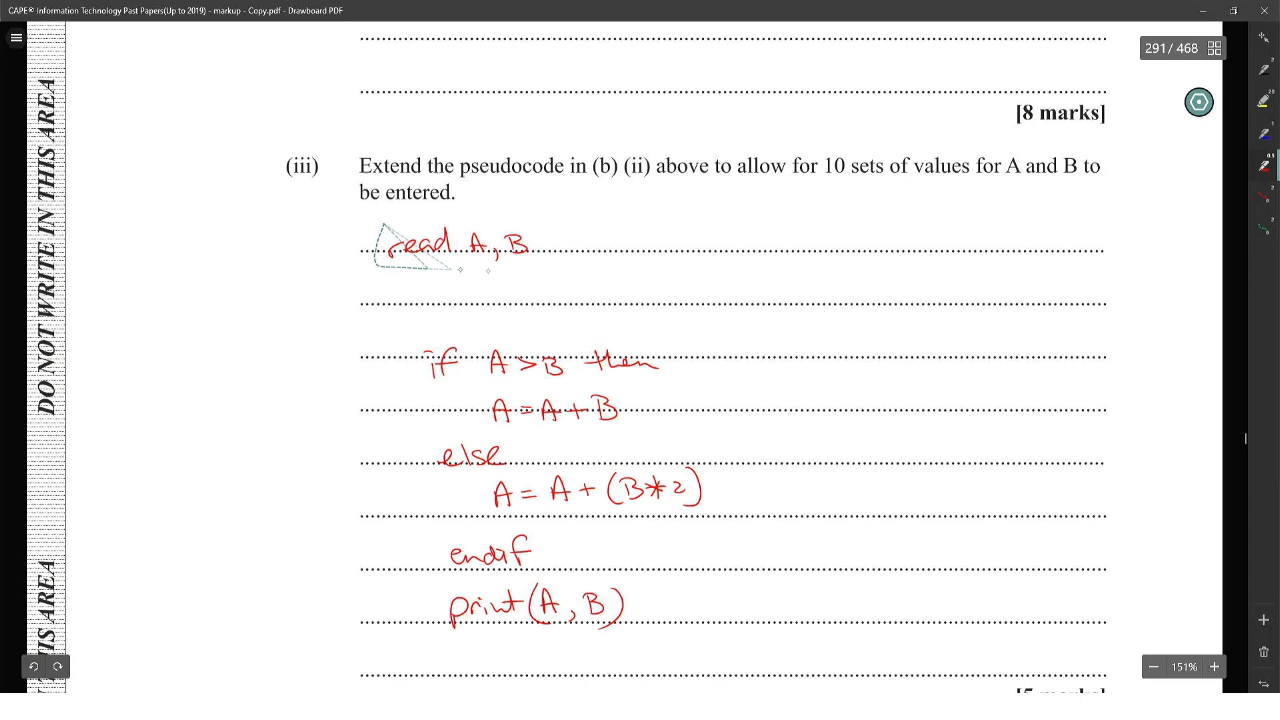 CAPE® Information Technology Past Papers(Up to 2019) - markup - Copy.pdf - Drawboard PDF
291 / 468
DO NOT WRITE IN THIS AREA
[8 marks]
(iii) Extend the pseudocode in (b) (ii) above to allow for 10 sets of values for A and B to
be entered.
read A, B
if A > B then
A = A + B
else
A = A + (B * 2)
endif
print(A, B)
IS AREA
151%